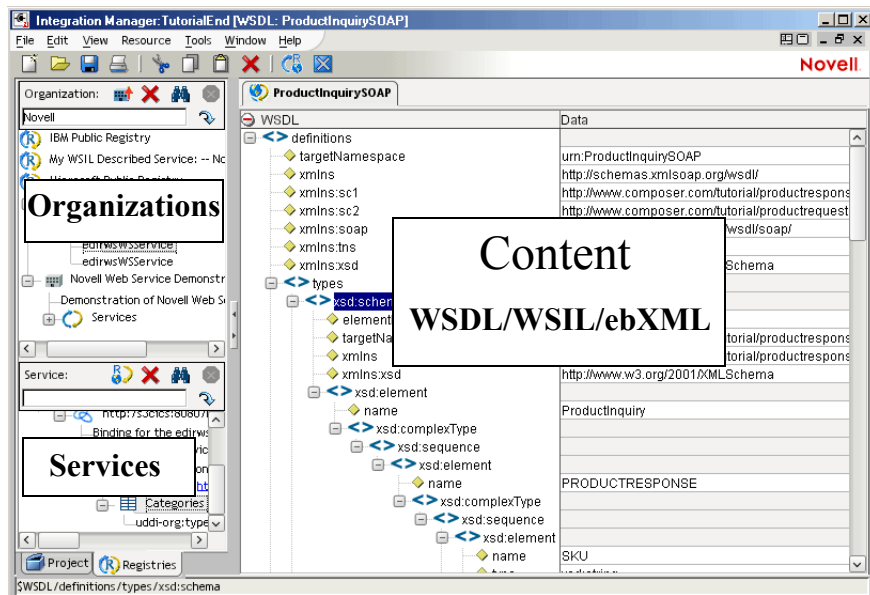 Integration Manager:TutorialEnd [WSDL: ProductInquirySOAP]
File Edit View Resource Tools Window Help
Novell.
Organization:
Novell
IBM Public Registry
My WSIL Described Service: -- No
Organizations
edirwsWSService
edirwsWSService
Novell Web Service Demonstr
Demonstration of Novell Web S
Services
Service:
Binding for the edirws
Services
Categories
uddi-org:type
Project
Registries
ProductInquirySOAP
WSDL Data
definitions
targetNamespace urn:ProductInquirySOAP
xmlns http://schemas.xmlsoap.org/wsdl/
xmlns:sc1 http://www.composer.com/tutorial/productrespons
xmlns:sc2 http://www.composer.com/tutorial/productrequest
xmlns:soap /wsdl/soap/
xmlns:tns
xmlns:xsd Schema
types
Content
WSDL/WSIL/ebXML
xsd:schem
element
targetNa torial/productrespons
xmlns torial/productrespons
xmlns:xsd http://www.w3.org/2001/XMLSchema
xsd:element
name ProductInquiry
xsd:complexType
xsd:sequence
xsd:element
name PRODUCTRESPONSE
xsd:complexType
xsd:sequence
xsd:element
name SKU
$WSDL/definitions/types/xsd:schema